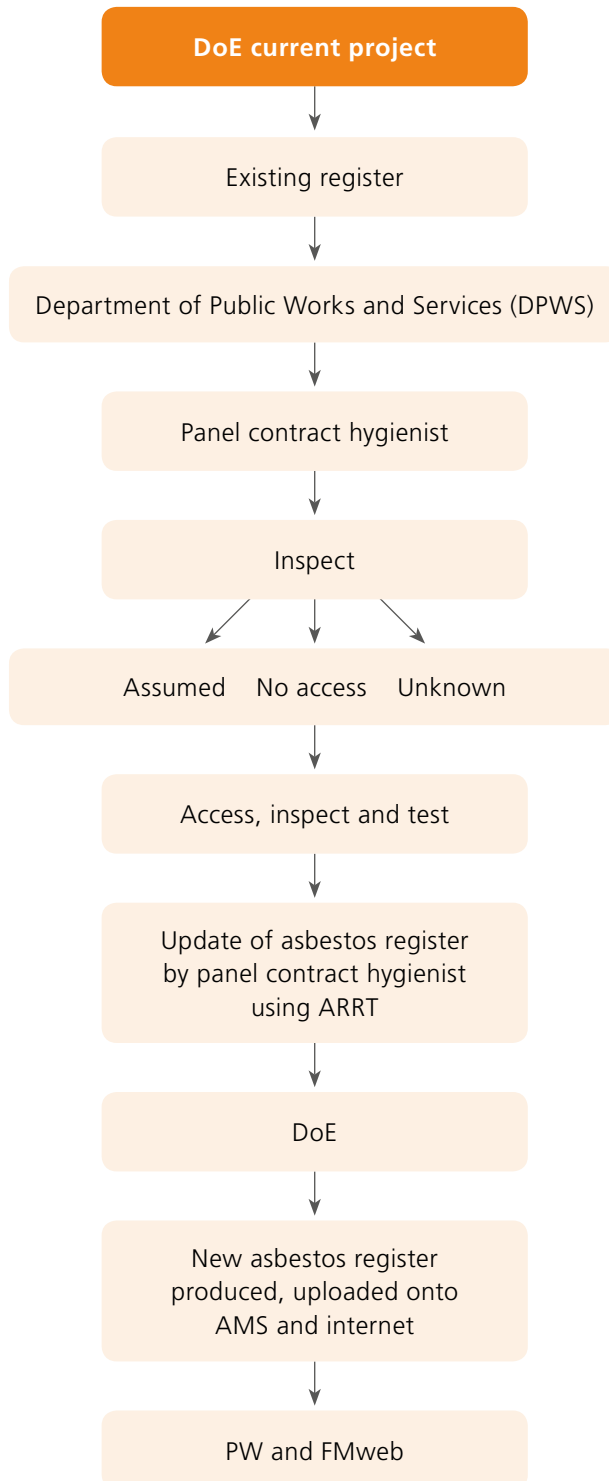 DoE current project
Existing register
Department of Public Works and Services (DPWS)
Panel contract hygienist
Inspect
Assumed No access Unknown
Access, inspect and test
Update of asbestos register
by panel contract hygienist
using ARRT
DoE
New asbestos register
produced, uploaded onto
AMS and internet
PW and FMweb